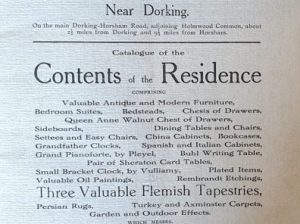 Near Dorking.
On the main Dorking-Horsham Road, adjoining Holmwood Common, about
2½ miles from Dorking and 9½ miles from Horsham.
Catalogue of the
Contents of the Residence
COMPRISING
Valuable Antique and Modern Furniture,
Bedroom Suites, Bedsteads, Chests of Drawers,
Queen Anne Walnut Chest of Drawers,
Sideboards, Dining Tables and Chairs,
Settees and Easy Chairs, China Cabinets, Bookcases,
Grandfather Clocks, Spanish and Italian Cabinets,
Grand Pianoforte, by Pleyel, Buhl Writing Table,
Pair of Sheraton Card Tables,
Small Bracket Clock, by Vulliamy, Plated Items
Valuable Oil Paintings, Rembrandt Etchings,
Three Valuable Flemish Tapestries,
Persian Rugs, Turkey and Axminster Carpets,
Garden and Outdoor Effects.
WHICH MESSRS.